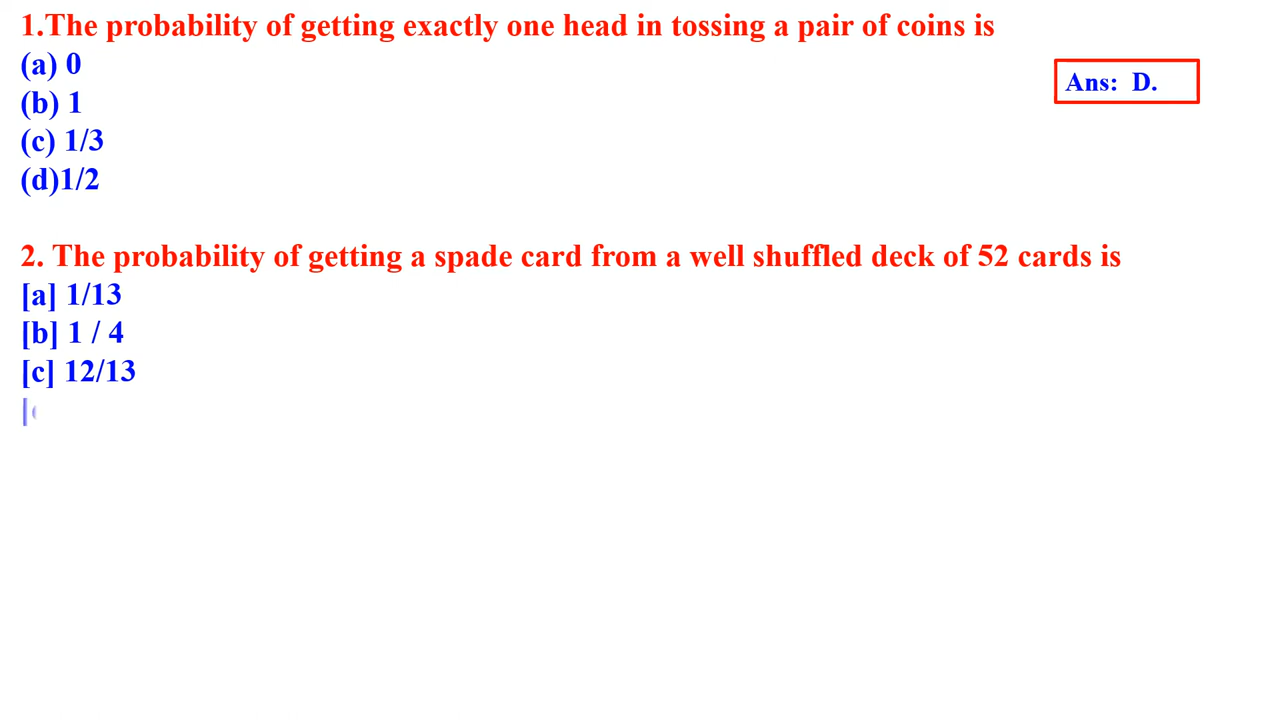 1.The probability of getting exactly one head in tossing a pair of coins is
(a) 0
(b) 1
(c) 1/3
(d)1/2
Ans: D.
2. The probability of getting a spade card from a well shuffled deck of 52 cards is
[a] 1/13
[b] 1 / 4
[c] 12/13